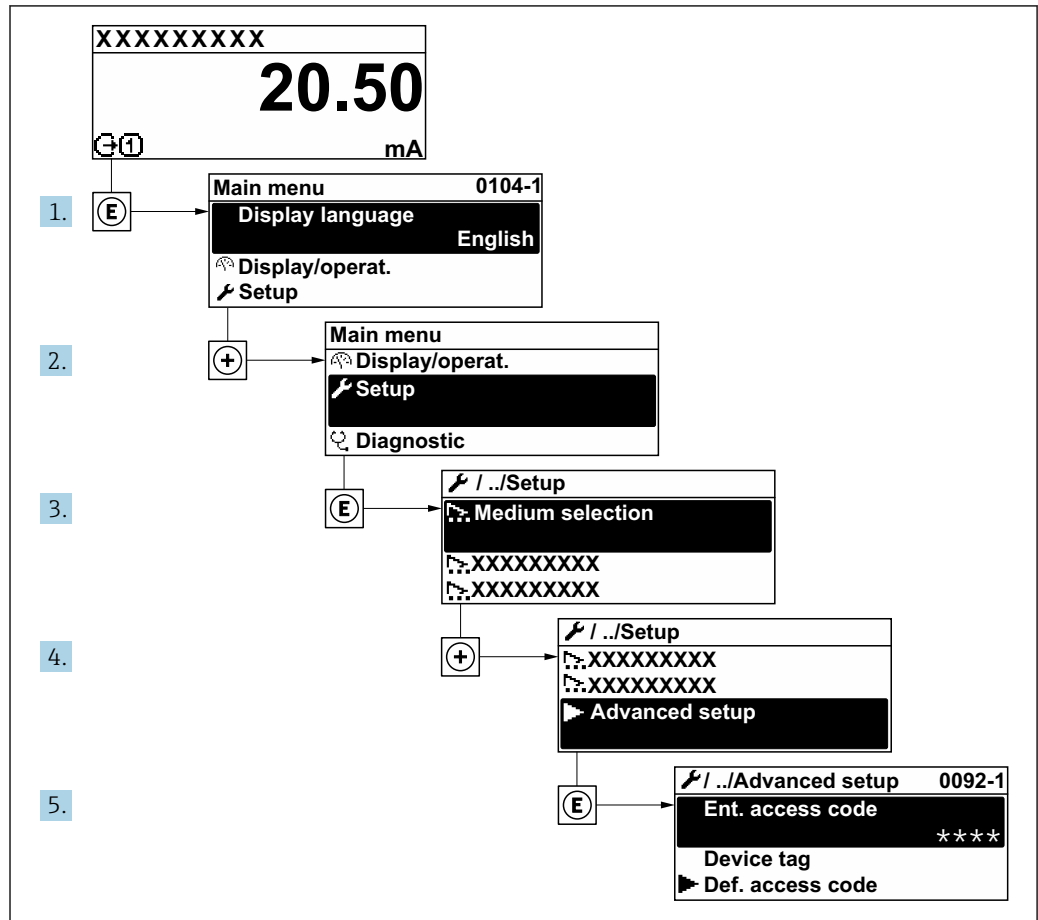 XXXXXXXXX
20.50
1 mA
1. E Main menu 0104-1
Display language
English
Display/operat.
Setup
2. + Main menu
Display/operat.
Setup
Diagnostic
3. E / ../Setup
Medium selection
XXXXXXXXX
XXXXXXXXX
4. + / ../Setup
XXXXXXXXX
XXXXXXXXX
Advanced setup
5. E / ../Advanced setup 0092-1
Ent. access code
****
Device tag
Def. access code